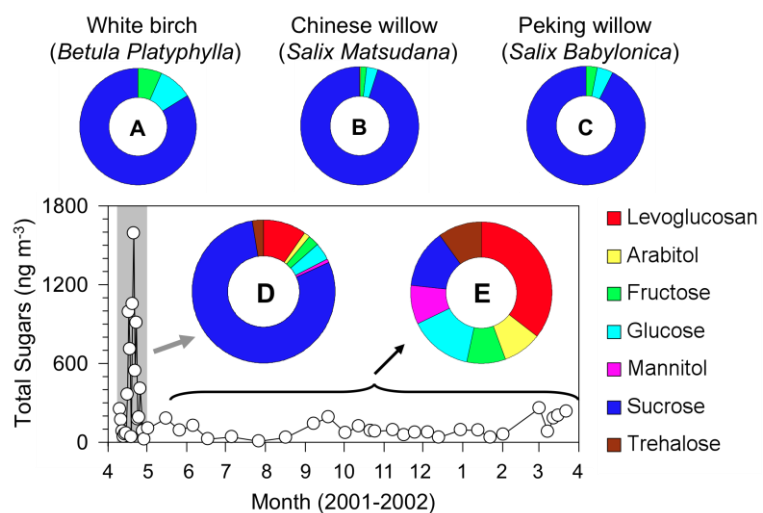 White birch
(Betula Platyphylla)
Chinese willow
(Salix Matsudana)
Peking willow
(Salix Babylonica)
A
B
C
Total Sugars (ng m-3)
1800
1200
600
0
D
E
Levoglucosan
Arabitol
Fructose
Glucose
Mannitol
Sucrose
Trehalose
4 5 6 7 8 9 10 11 12 1 2 3 4
Month (2001-2002)